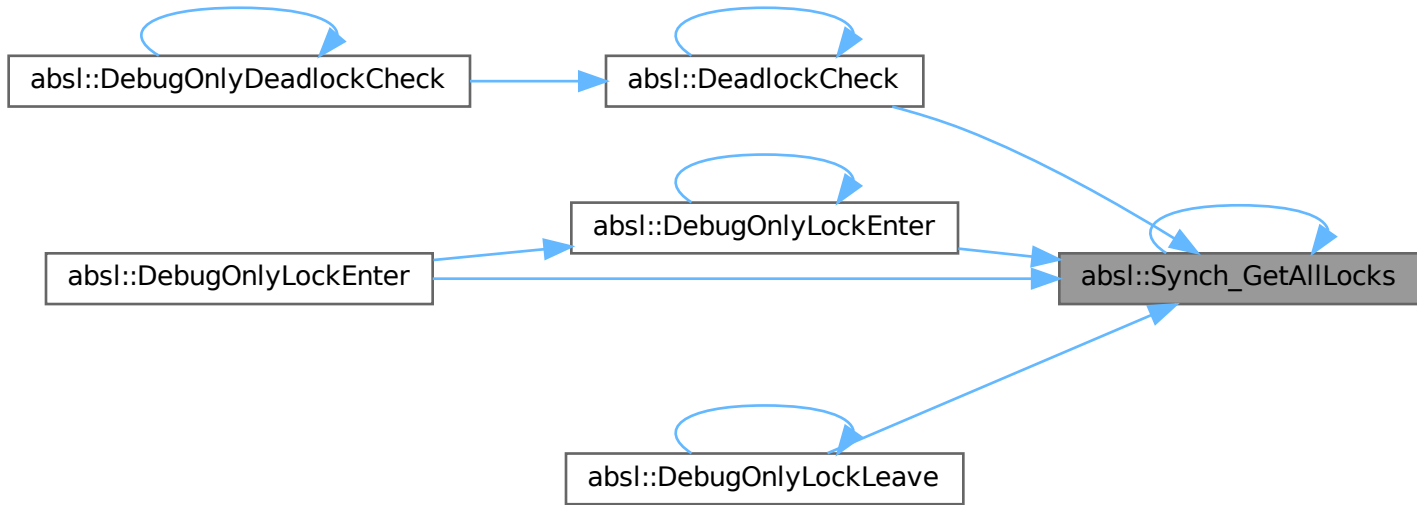 absl::DebugOnlyDeadlockCheck
absl::DeadlockCheck
absl::DebugOnlyLockEnter
absl::DebugOnlyLockEnter
absl::Synch_GetAllLocks
absl::DebugOnlyLockLeave